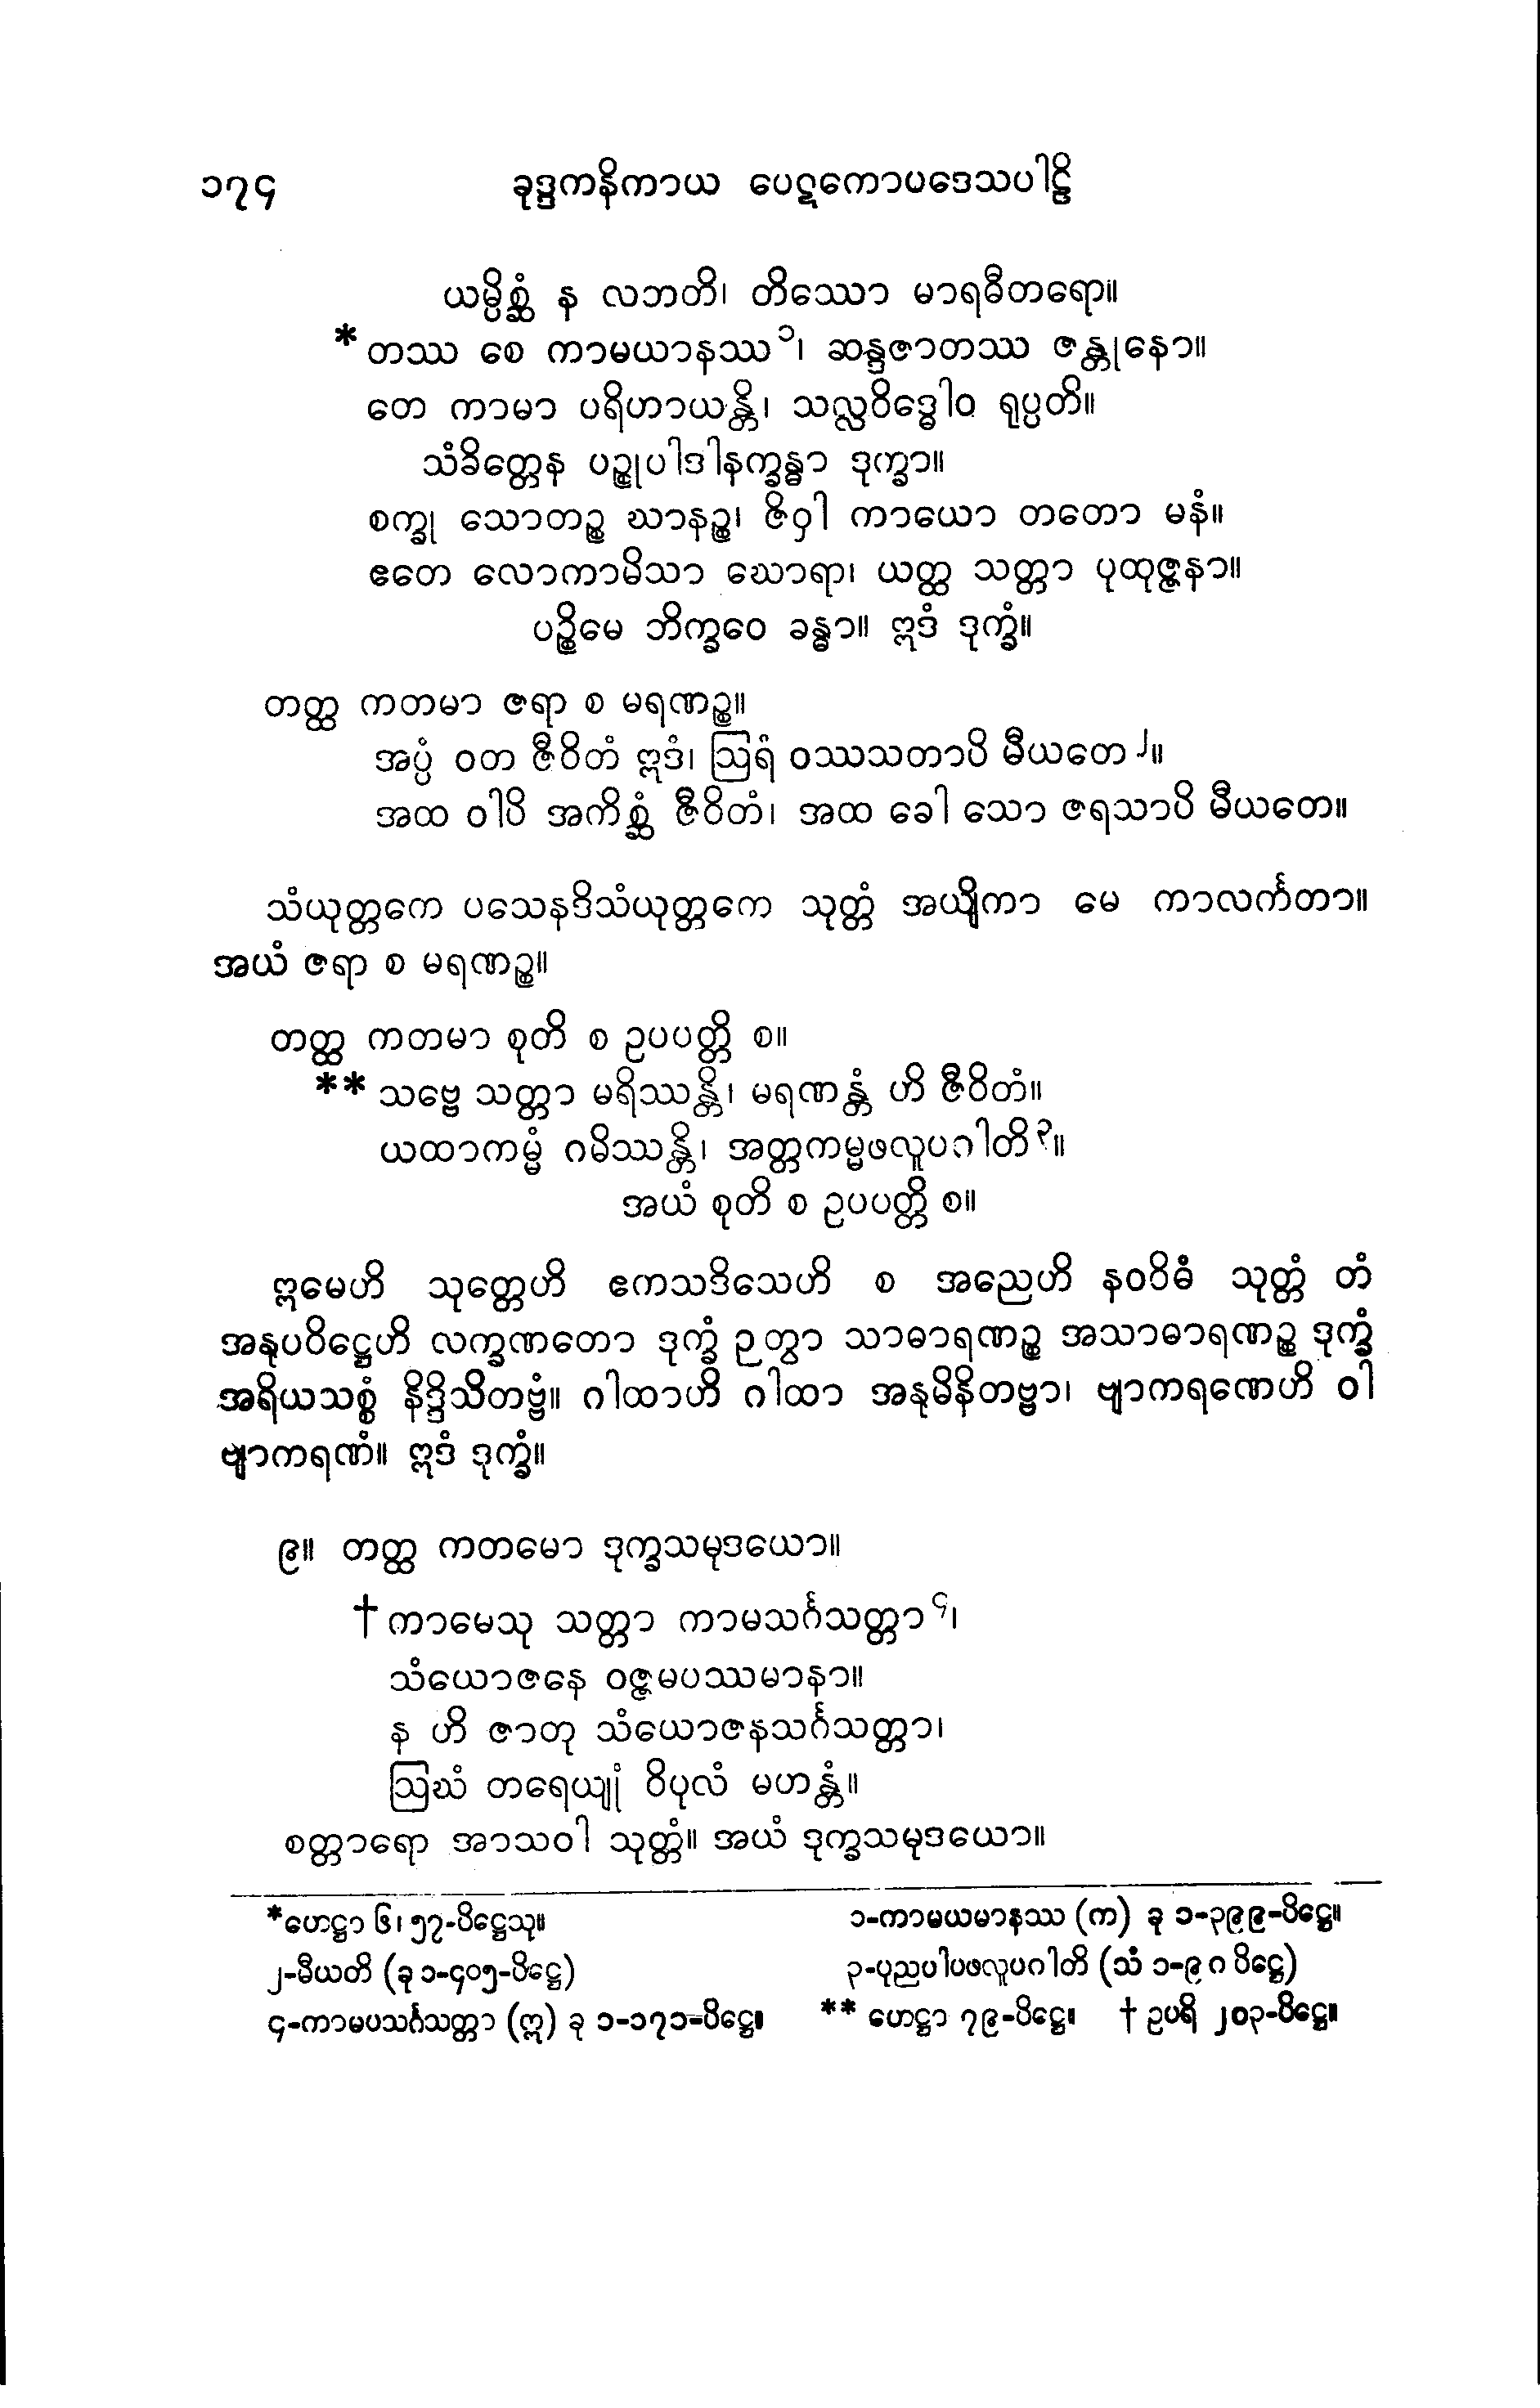 ၁၇၄ ခုဒ္ဒကနိကာယ ပေဋကောပဒေသပါဠိ
ယမ္ပိစ္ဆံ န လဘတိ၊ တိဿော မာရဓီတရော။
* တဿ စေ ကာမယာနဿ ၁၊ ဆန္ဒဇာတဿ ဇန္တုနော။
တေ ကာမာ ပရိဟာယန္တိ၊ သလ္လဝိဒ္ဓေါဝ ရုပ္ပတိ။
သံခိတ္တေန ပဉ္စုပါဒါနက္ခန္ဓာ ဒုက္ခာ။
စက္ခု သောတဉ္စ ဃာနဉ္စ၊ ဇိဝှါ ကာယော တတော မနံ။
ဧတေ လောကာမိသာ ဃောရာ၊ ယတ္ထ သတ္တာ ပုထုဇ္ဇနာ။
ပဉ္စိမေ ဘိက္ခဝေ ခန္ဓာ။ ဣဒံ ဒုက္ခံ။
တတ္ထ ကတမာ ဇရာ စ မရဏဉ္စ။
အပ္ပံ ဝတ ဇီဝိတံ ဣဒံ၊ ဩရံ ဝဿသတာပိ မီယတေ ၂။
အထ ဝါပိ အကိစ္ဆံ ဇီဝိတံ၊ အထ ခေါ သော ဇရသာပိ မီယတေ။
သံယုတ္တကေ ပသေနဒိသံယုတ္တကေ သုတ္တံ အယျိကာ မေ ကာလင်္ကတာ။
အယံ ဇရာ စ မရဏဉ္စ။
တတ္ထ ကတမာ စုတိ စ ဥပပတ္တိ စ။
** သဗ္ဗေ သတ္တာ မရိဿန္တိ၊ မရဏန္တံ ဟိ ဇီဝိတံ။
ယထာကမ္မံ ဂမိဿန္တိ၊ အတ္တကမ္မဖလူပဂါတိ ၃။
အယံ စုတိ စ ဥပပတ္တိ စ။
ဣမေဟိ သုတ္တေဟိ ဧကသဒိသေဟိ စ အညေဟိ နဝဝိဓံ သုတ္တံ တံ
အနုပဝိဋ္ဌေဟိ လက္ခဏတော ဒုက္ခံ ဉတွာ သာဓာရဏဉ္စ အသာဓာရဏဉ္စ ဒုက္ခံ
အရိယသစ္စံ နိဒ္ဒိသိတဗ္ဗံ။ ဂါထာဟိ ဂါထာ အနုမိနိတဗ္ဗာ၊ ဗျာကရဏေဟိ ဝါ
ဗျာကရဏံ။ ဣဒံ ဒုက္ခံ။
၉။ တတ္ထ ကတမော ဒုက္ခသမုဒယော။
† ကာမေသု သတ္တာ ကာမသင်္ဂသတ္တာ ၄၊
သံယောဇနေ ဝဇ္ဇမပဿမာနာ။
န ဟိ ဇာတု သံယောဇနသင်္ဂသတ္တာ၊
ဩဃံ တရေယျုံ ဝိပုလံ မဟန္တံ။
စတ္တာရော အာသဝါ သုတ္တံ။ အယံ ဒုက္ခသမုဒယော။
*ဟေဋ္ဌာ ၆၊ ၅၇-ပိဋ္ဌေသု။ ၁-ကာမယမာနဿ (က) ခု ၁-၃၉၉-ပိဋ္ဌေ။
၂-မီယတိ (ခု ၁-၄၀၅-ပိဋ္ဌေ) ၃-ပုညပါပဖလူပဂါတိ (သံ ၁-၉၇ ပိဋ္ဌေ)
၄-ကာမပသင်္ဂသတ္တာ (ဣ) ခု ၁-၁၇၁-ပိဋ္ဌေ။ ** ဟေဋ္ဌာ ၇၉-ပိဋ္ဌေ။ † ဥပရိ ၂၀၃-ပိဋ္ဌေ။